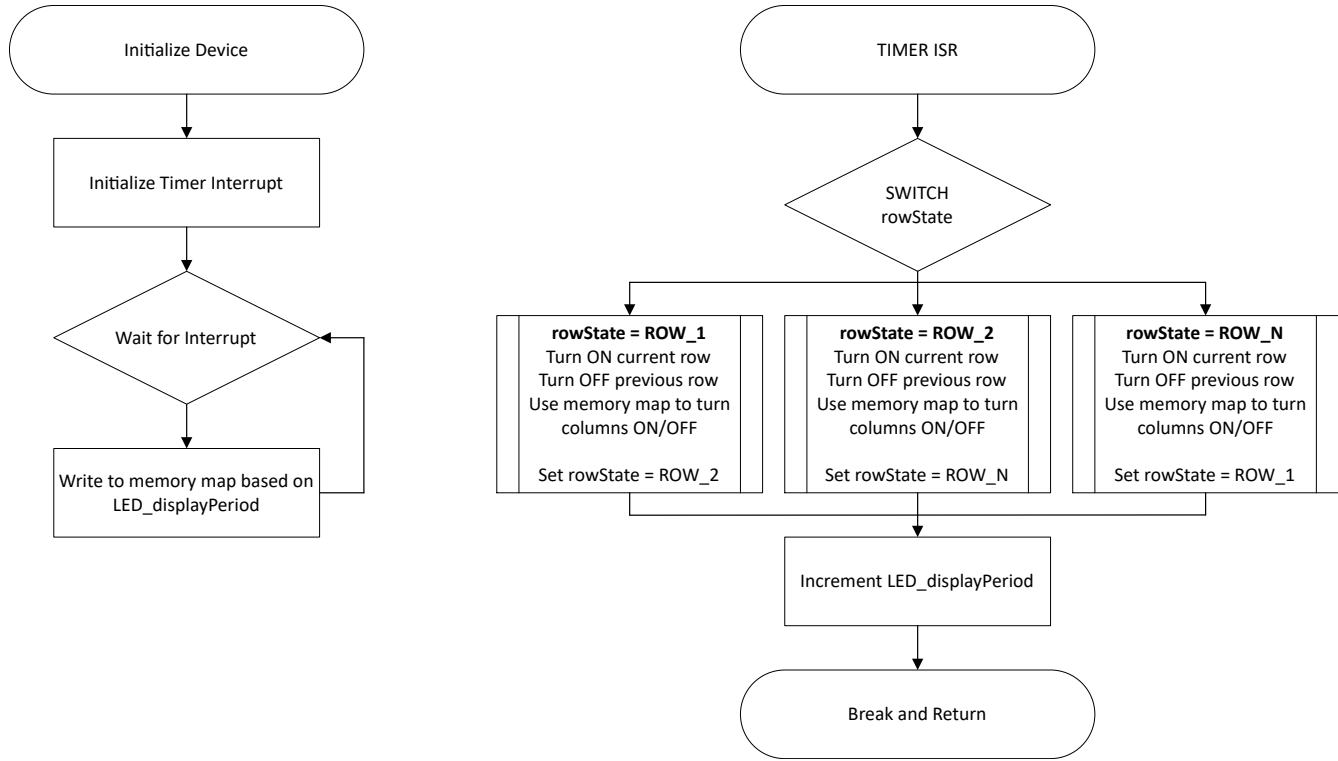 Initialize Device
Initialize Timer Interrupt
Wait for Interrupt
Write to memory map based on
LED_displayPeriod
TIMER ISR
SWITCH
rowState
rowState = ROW_1
Turn ON current row
Turn OFF previous row
Use memory map to turn
columns ON/OFF
Set rowState = ROW_2
rowState = ROW_2
Turn ON current row
Turn OFF previous row
Use memory map to turn
columns ON/OFF
Set rowState = ROW_N
rowState = ROW_N
Turn ON current row
Turn OFF previous row
Use memory map to turn
columns ON/OFF
Set rowState = ROW_1
Increment LED_displayPeriod
Break and Return